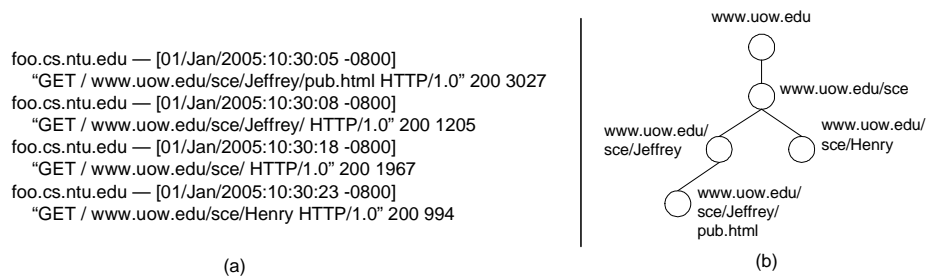 foo.cs.ntu.edu — [01/Jan/2005:10:30:05 -0800]
“GET / www.uow.edu/sce/Jeffrey/pub.html HTTP/1.0” 200 3027
foo.cs.ntu.edu — [01/Jan/2005:10:30:08 -0800]
“GET / www.uow.edu/sce/Jeffrey/ HTTP/1.0” 200 1205
foo.cs.ntu.edu — [01/Jan/2005:10:30:18 -0800]
“GET / www.uow.edu/sce/ HTTP/1.0” 200 1967
foo.cs.ntu.edu — [01/Jan/2005:10:30:23 -0800]
“GET / www.uow.edu/sce/Henry HTTP/1.0” 200 994
(a)
www.uow.edu
www.uow.edu/sce
www.uow.edu/
sce/Jeffrey
www.uow.edu/
sce/Henry
www.uow.edu/
sce/Jeffrey/
pub.html
(b)